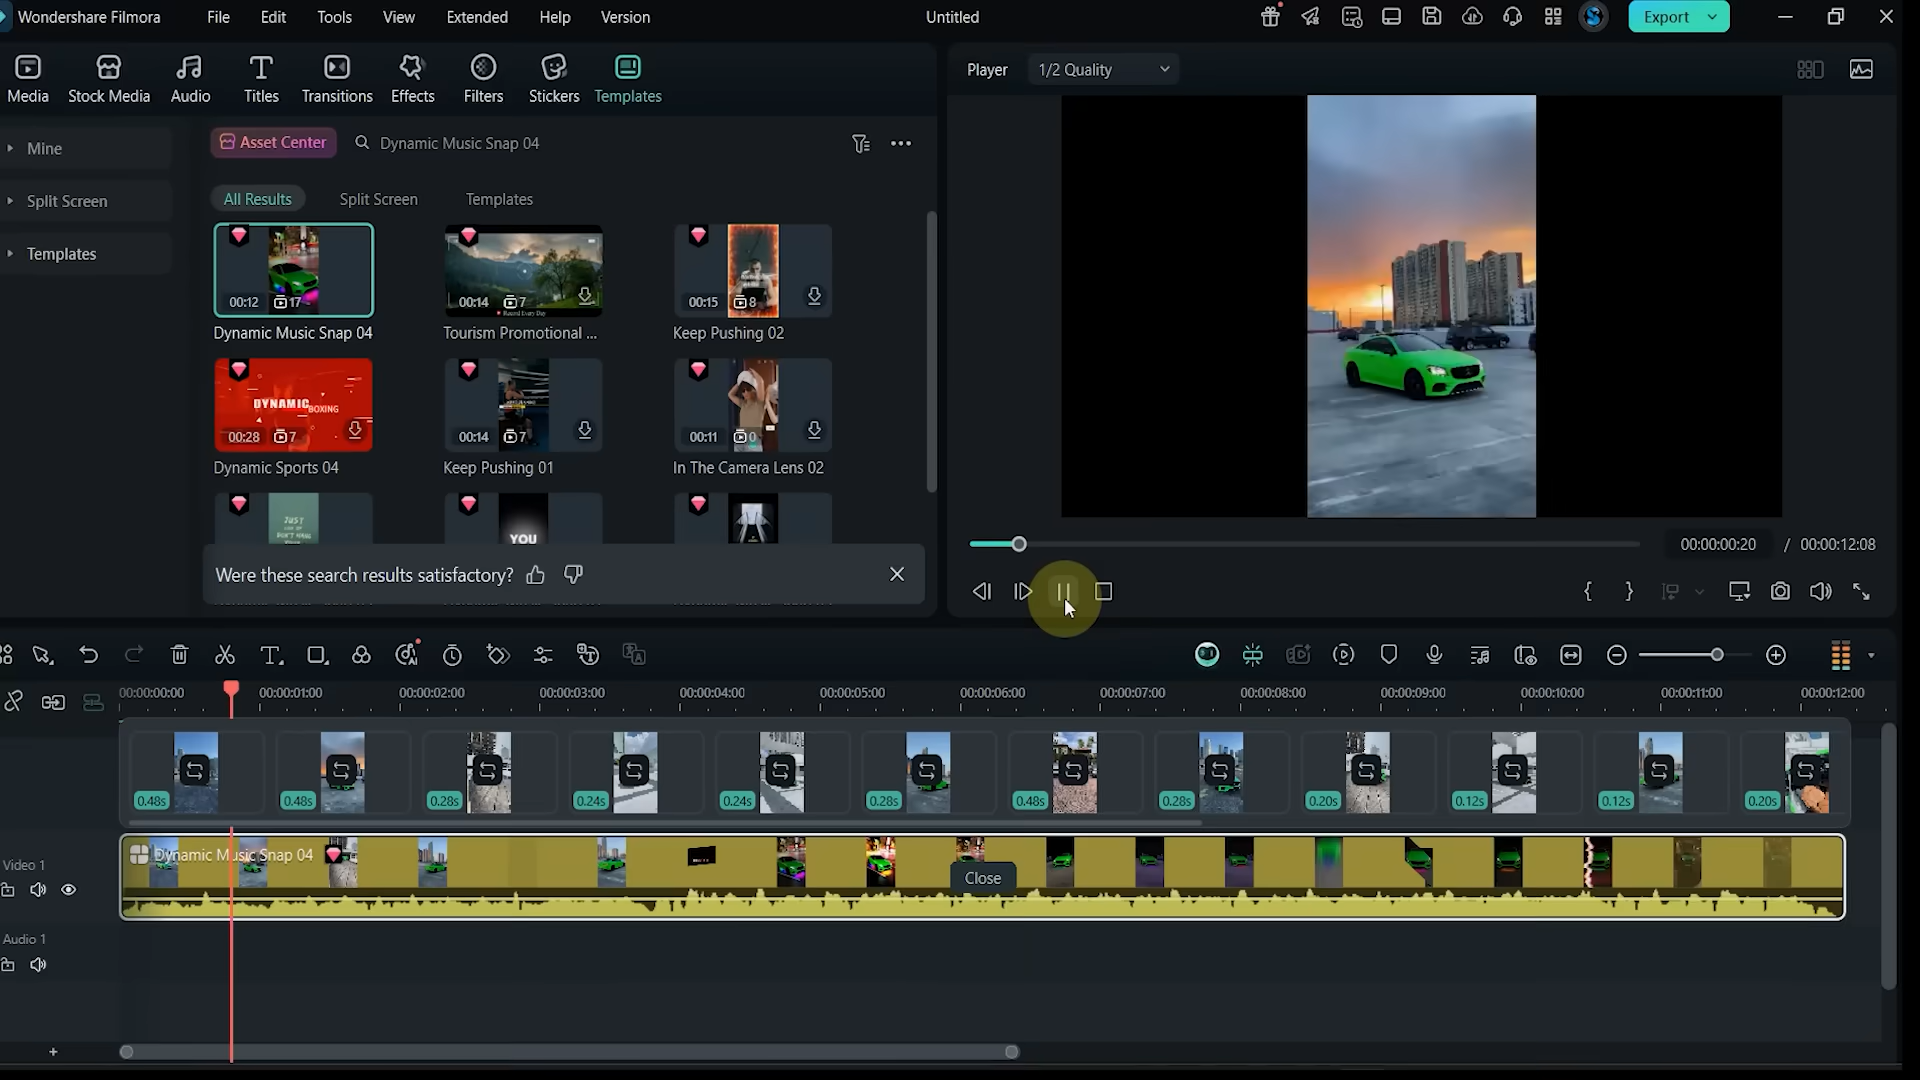 Wondershare Filmora
File
Edit
Tools
View
Extended
Help
Version
Untitled
Export
Media
Stock Media
Audio
Titles
Transitions
Effects
Filters
Stickers
Templates
Player
1/2 Quality
Mine
Split Screen
Templates
Asset Center
Dynamic Music Snap 04
All Results
Split Screen
Templates
00:12
17
00:14
7
00:15
8
Dynamic Music Snap 04
Tourism Promotional ...
Keep Pushing 02
DYNAMIC
BOXING
00:28
7
00:14
7
00:11
0
Dynamic Sports 04
Keep Pushing 01
In The Camera Lens 02
JUST
YOU
Were these search results satisfactory?
00:00:00:20 / 00:00:12:08
00:00:00:00
00:00:01:00
00:00:02:00
00:00:03:00
00:00:04:00
00:00:05:00
00:00:06:00
00:00:07:00
00:00:08:00
00:00:09:00
00:00:10:00
00:00:11:00
00:00:12:00
0.48s
0.48s
0.28s
0.24s
0.24s
0.28s
0.48s
0.28s
0.20s
0.12s
0.12s
0.20s
Dynamic Music Snap 04
Close
Video 1
Audio 1